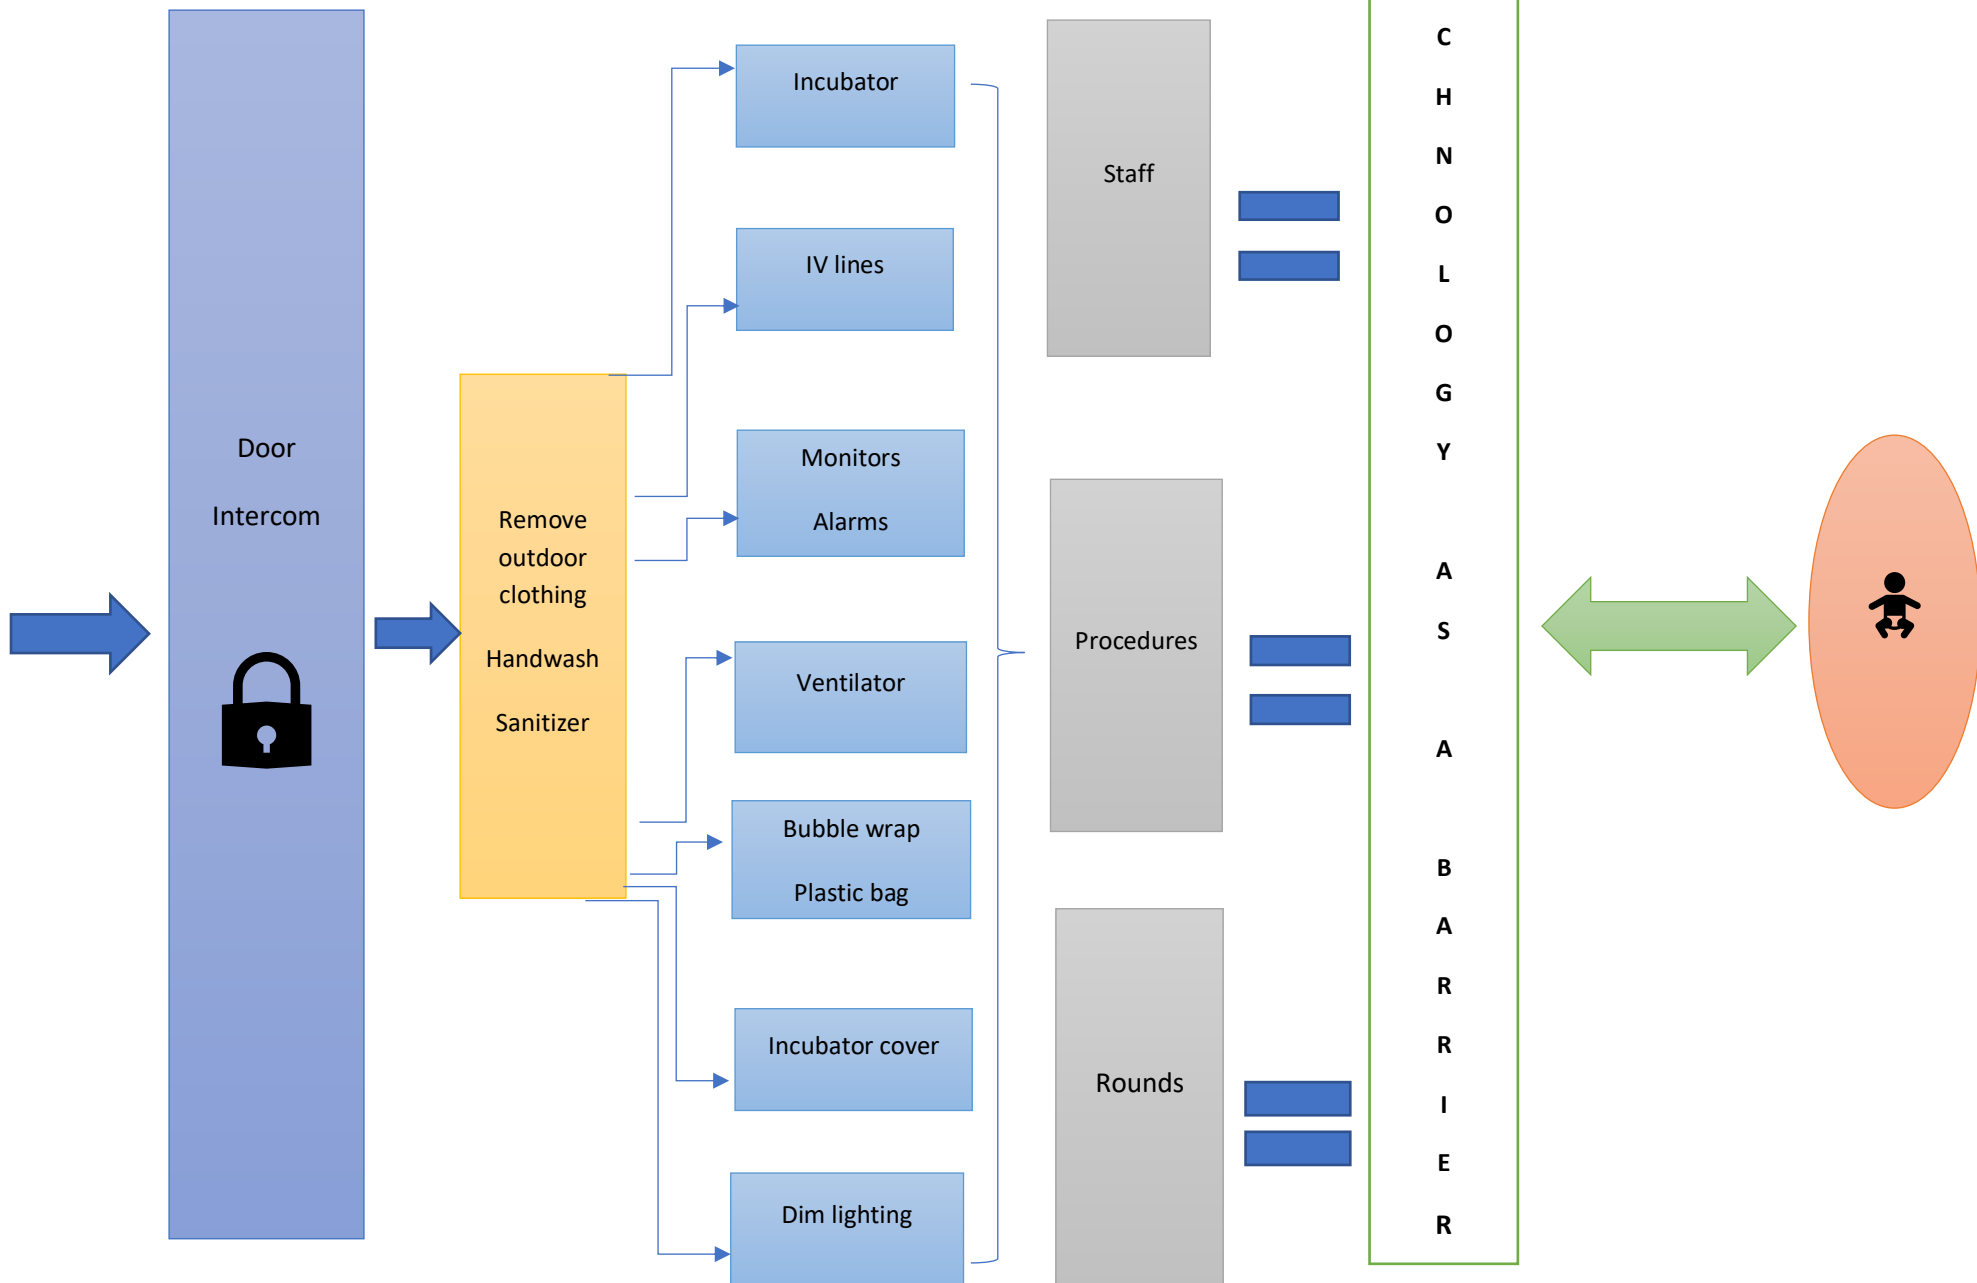 Door
Intercom
Remove
outdoor
clothing
Handwash
Sanitizer
Incubator
IV lines
Monitors
Alarms
Ventilator
Bubble wrap
Plastic bag
Incubator cover
Dim lighting
Staff
Procedures
Rounds
C
H
N
O
L
O
G
Y
A
S
A
B
A
R
R
I
E
R